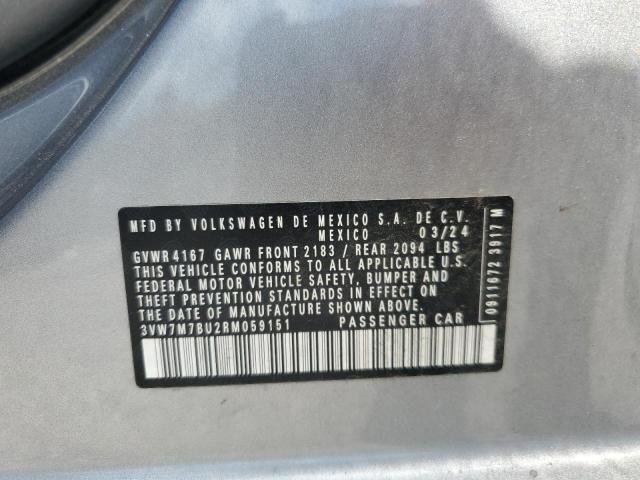 MFD BY VOLKSWAGEN DE MEXICO S.A. DE C.V.
MEXICO 03/24
GVWR 4167 GAWR FRONT 2183 / REAR 2094 LBS
THIS VEHICLE CONFORMS TO ALL APPLICABLE U.S.
FEDERAL MOTOR VEHICLE SAFETY, BUMPER AND
THEFT PREVENTION STANDARDS IN EFFECT ON
THE DATE OF MANUFACTURE SHOWN ABOVE.
3VW7M7BU2RM059151 PASSENGER CAR
0911672 3917 M